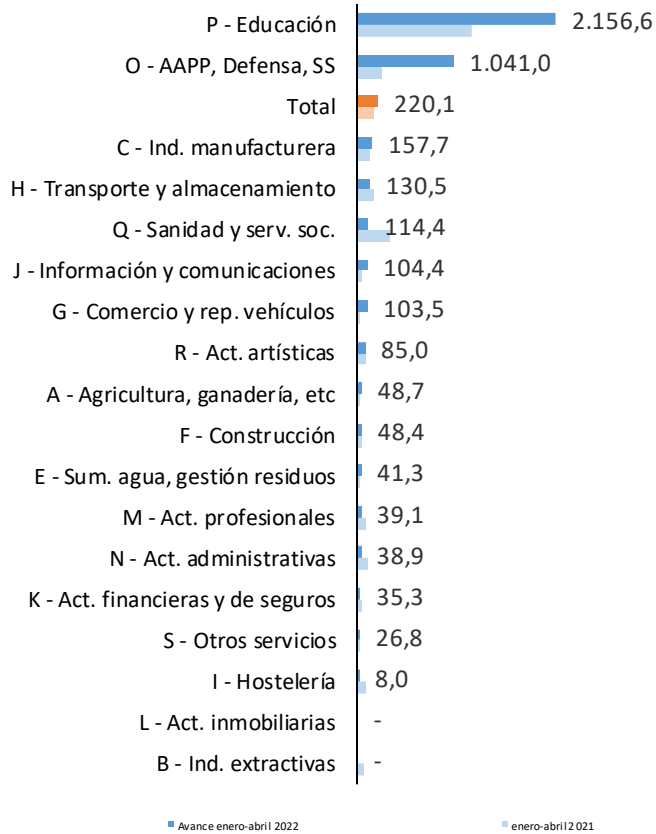 P - Educación 2.156,6
O - AAPP, Defensa, SS 1.041,0
Total 220,1
C - Ind. manufacturera 157,7
H - Transporte y almacenamiento 130,5
Q - Sanidad y serv. soc. 114,4
J - Información y comunicaciones 104,4
G - Comercio y rep. vehículos 103,5
R - Act. artísticas 85,0
A - Agricultura, ganadería, etc 48,7
F - Construcción 48,4
E - Sum. agua, gestión residuos 41,3
M - Act. profesionales 39,1
N - Act. administrativas 38,9
K - Act. financieras y de seguros 35,3
S - Otros servicios 26,8
I - Hostelería 8,0
L - Act. inmobiliarias -
B - Ind. extractivas -
Avance enero-abril 2022 enero-abril 2021